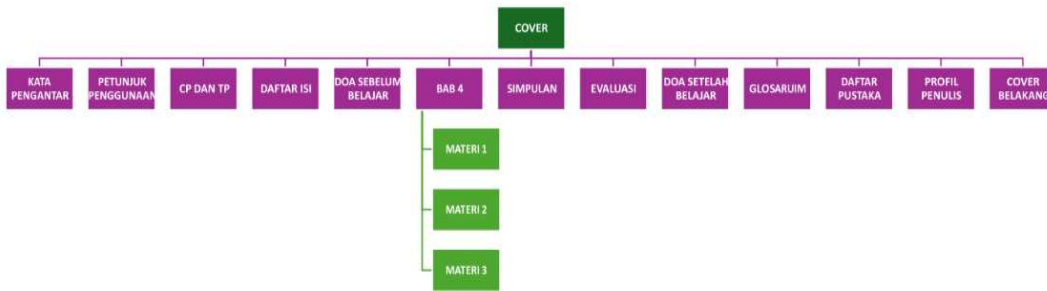 COVER
KATA
PENGANTAR
PETUNJUK
PENGGUNAAN
CP DAN TP
DAFTAR ISI
DOA SEBELUM
BELAJAR
BAB 4
SIMPULAN
EVALUASI
DOA SETELAH
BELAJAR
GLOSARUIM
DAFTAR
PUSTAKA
PROFIL
PENULIS
COVER
BELAKANG
MATERI 1
MATERI 2
MATERI 3